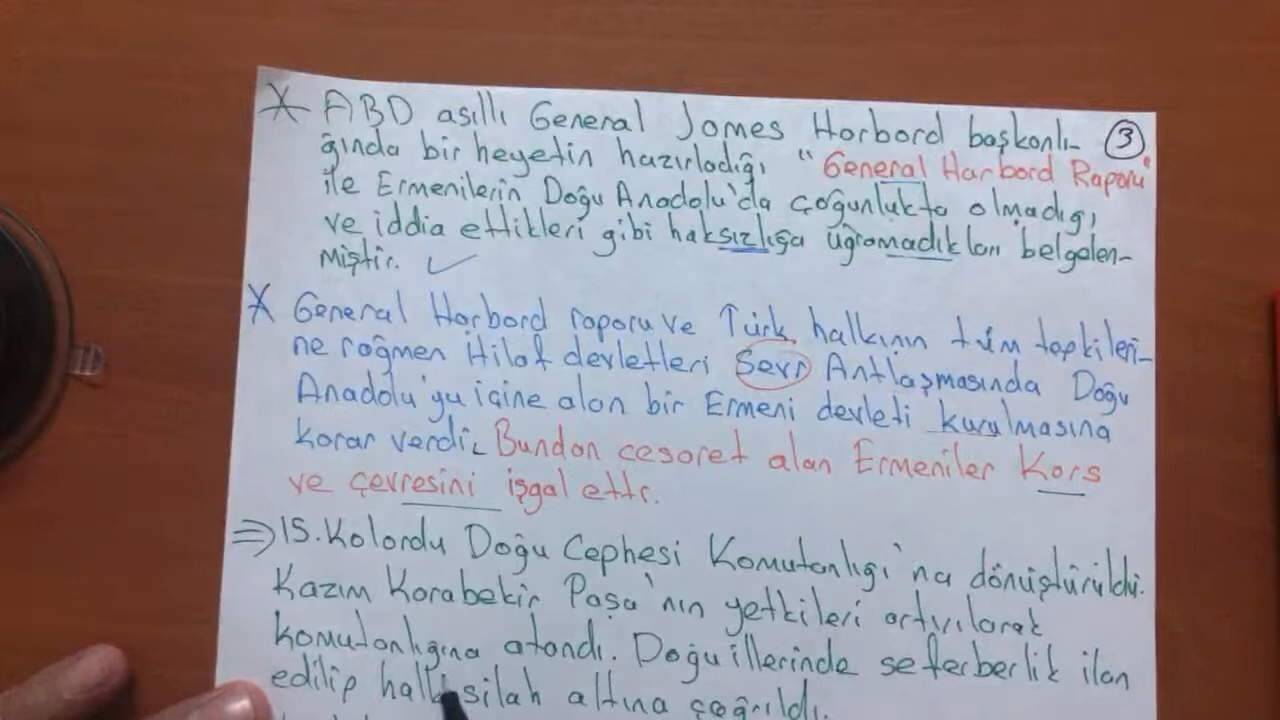 * ABD asıllı General James Harbord başkanlı- ③
ğında bir heyetin hazırladığı "General Harbord Raporu"
ile Ermenilerin Doğu Anadolu'da çoğunlukta olmadığı
ve iddia ettikleri gibi haksızlığa uğramadıkları belgelen-
miştir. ✓
* General Harbord raporu ve Türk halkının tüm tepkileri-
ne rağmen İtilaf devletleri Sevr Antlaşmasında Doğu
Anadolu'yu içine alan bir Ermeni devleti kurulmasına
karar verdi. Bundan cesaret alan Ermeniler Kars
ve çevresini işgal etti.
⇒ 15. Kolordu Doğu Cephesi Komutanlığı'na dönüştürüldü.
Kazım Karabekir Paşa'nın yetkileri artırılarak
komutanlığına atandı. Doğu illerinde seferberlik ilan
edilip halk silah altına çağrıldı.